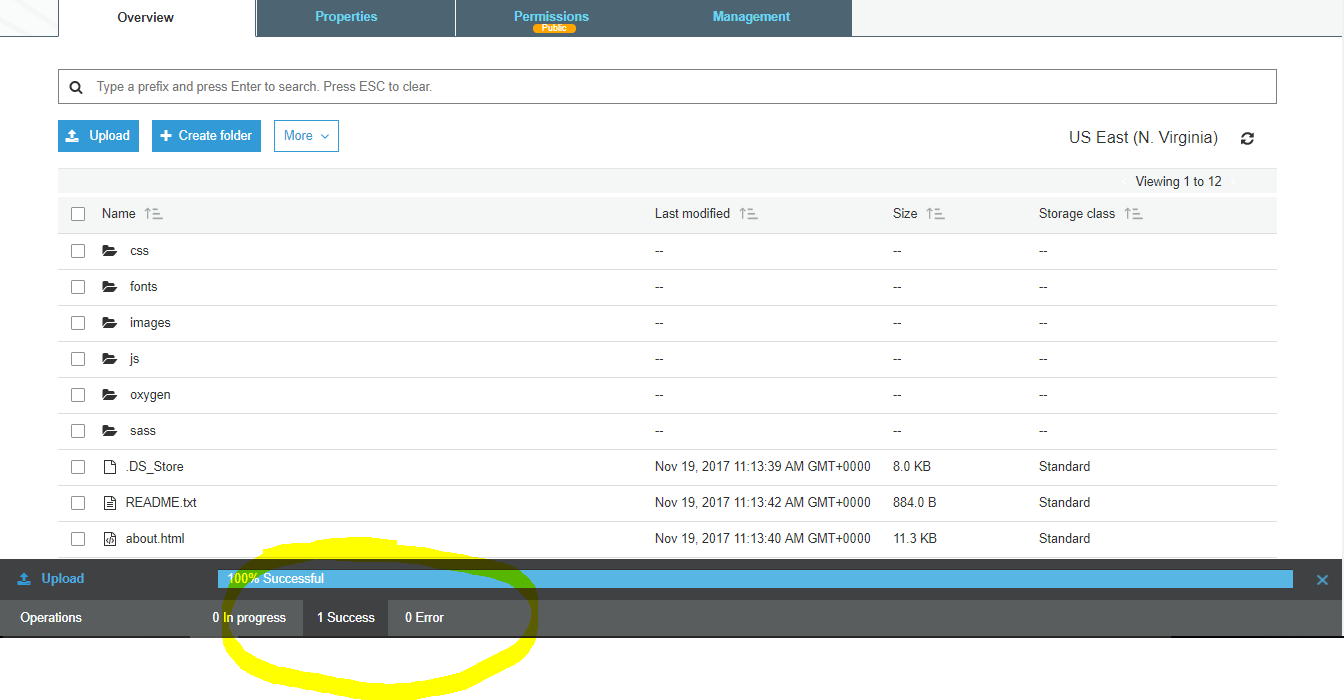 Overview Properties Permissions Management
Public
Type a prefix and press Enter to search. Press ESC to clear.
Upload Create folder More US East (N. Virginia)
Viewing 1 to 12
Name Last modified Size Storage class
css -- -- --
fonts -- -- --
images -- -- --
js -- -- --
oxygen -- -- --
sass -- -- --
.DS_Store Nov 19, 2017 11:13:39 AM GMT+0000 8.0 KB Standard
README.txt Nov 19, 2017 11:13:42 AM GMT+0000 884.0 B Standard
about.html Nov 19, 2017 11:13:40 AM GMT+0000 11.3 KB Standard
Upload 100% Successful
Operations 0 In progress 1 Success 0 Error